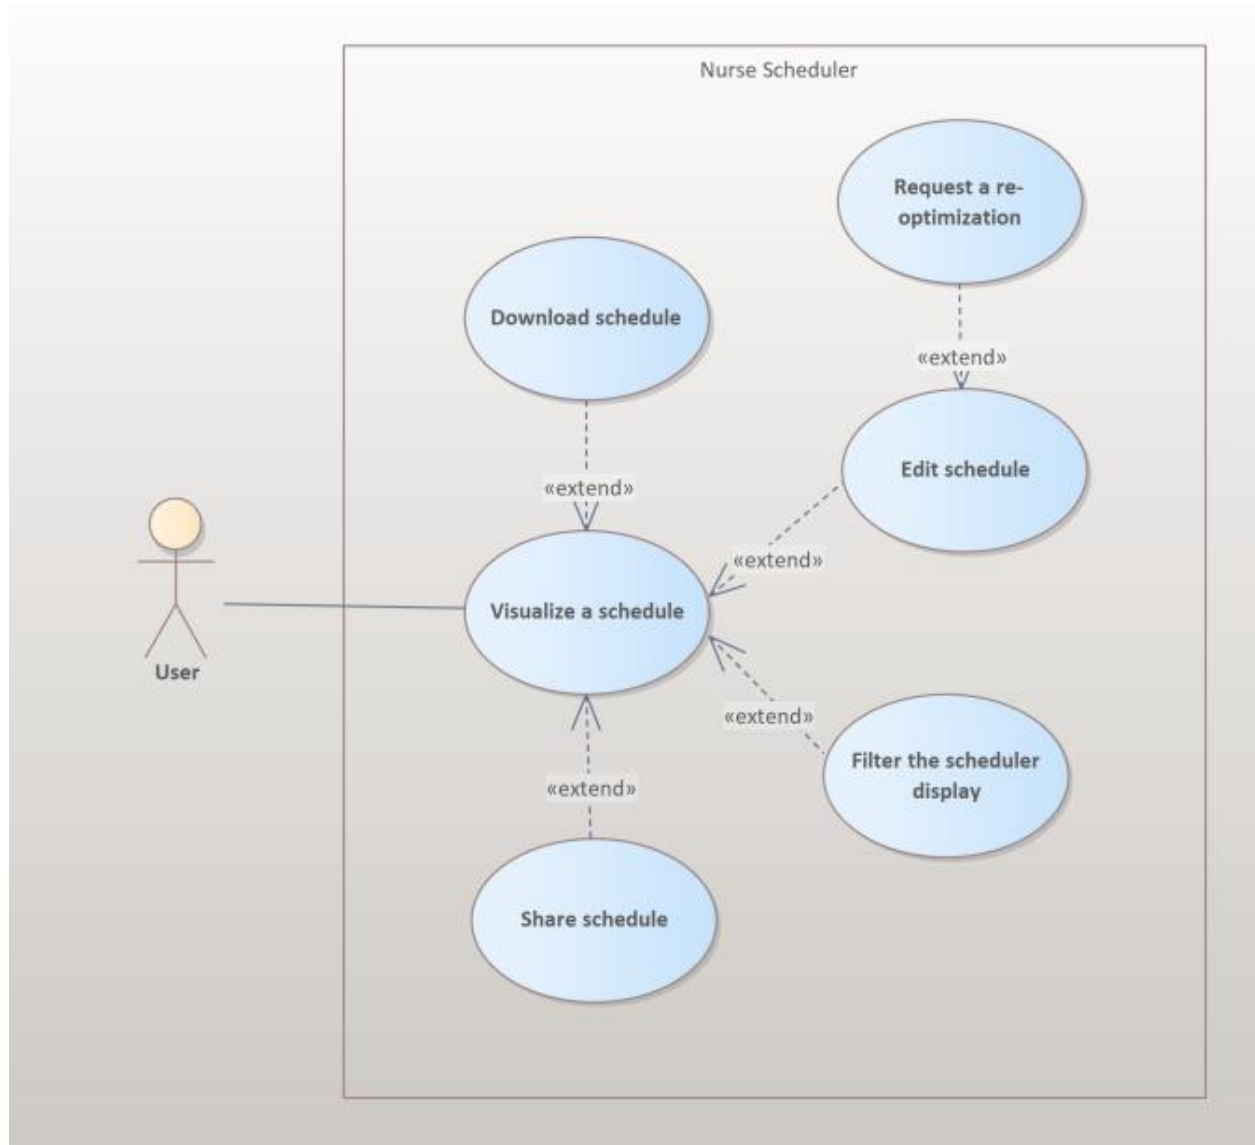 Nurse Scheduler
Request a re-
optimization
Download schedule
«extend»
Edit schedule
«extend»
«extend»
Visualize a schedule
User
«extend»
Filter the scheduler
display
«extend»
Share schedule